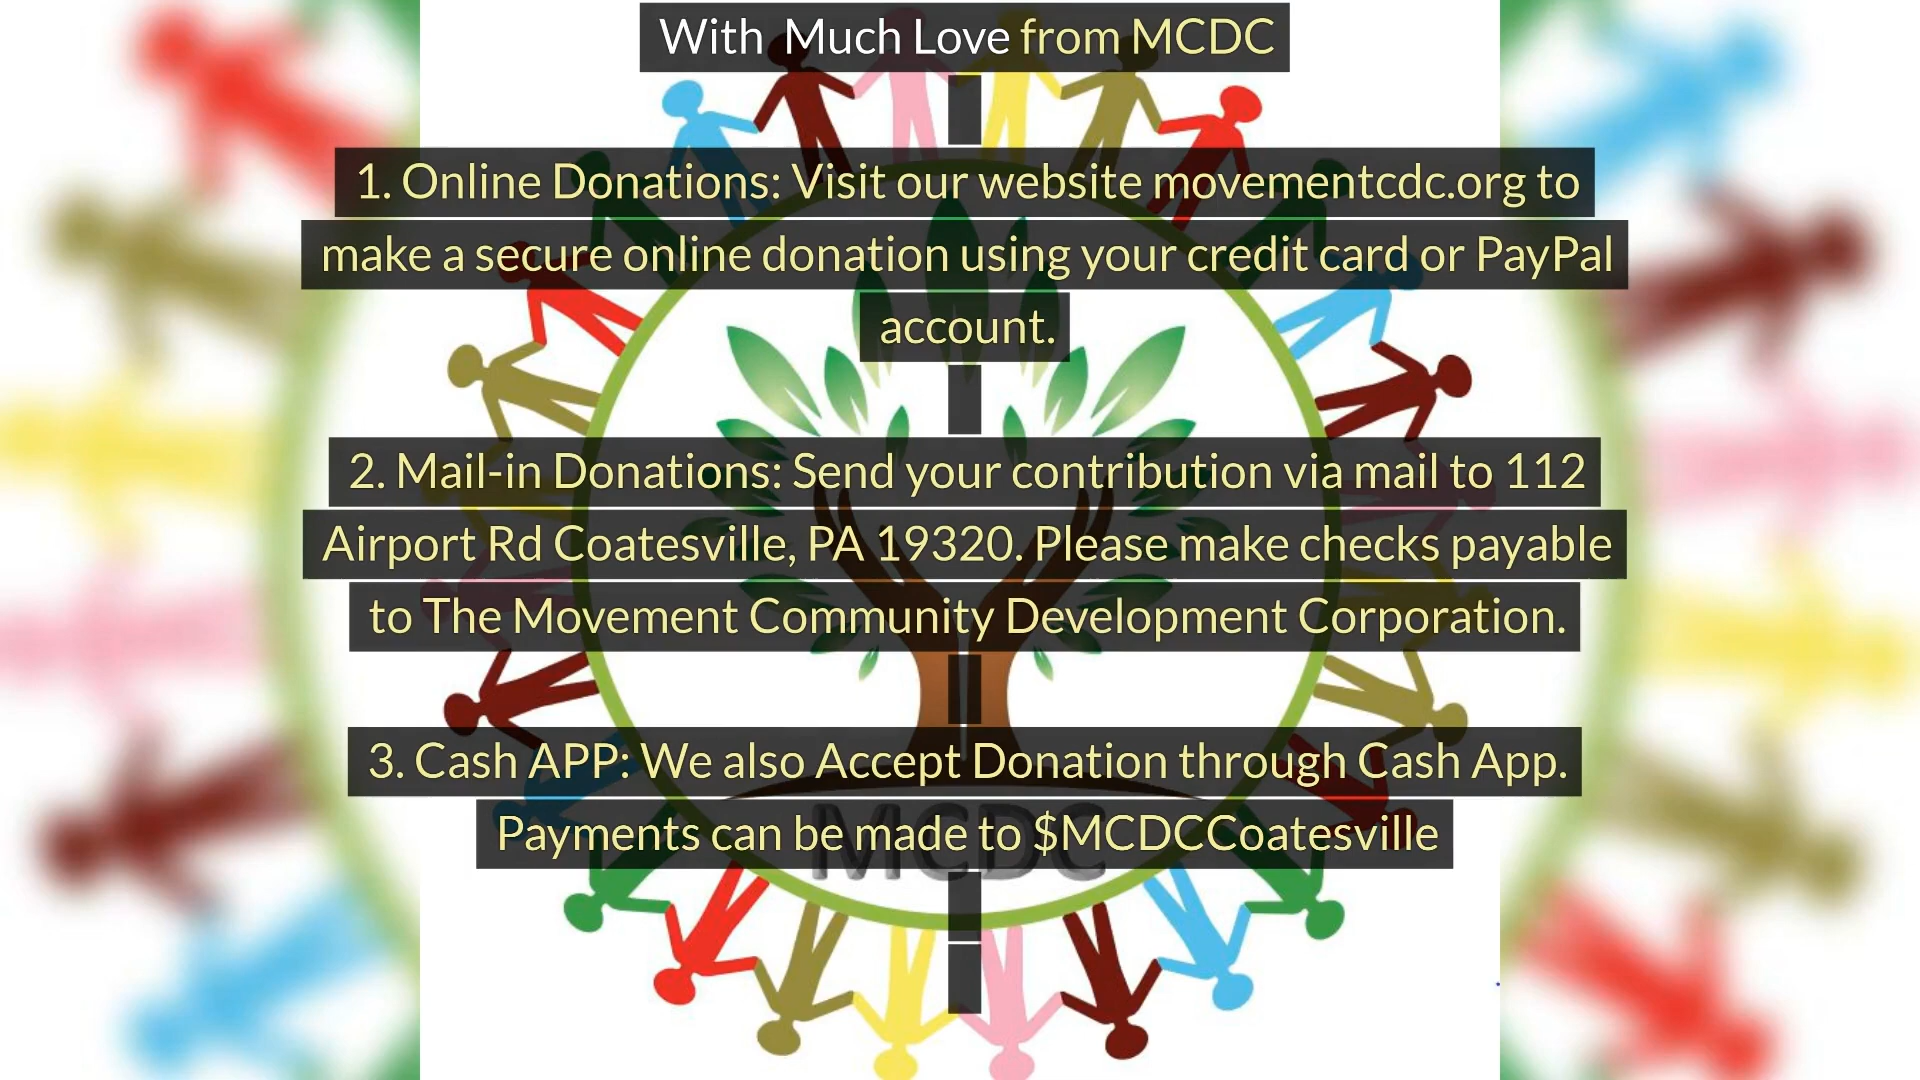 With  Much Love from MCDC
1. Online Donations: Visit our website movementcdc.org to
make a secure online donation using your credit card or PayPal
account.
2. Mail-in Donations: Send your contribution via mail to 112
Airport Rd Coatesville, PA 19320. Please make checks payable
to The Movement Community Development Corporation.
3. Cash APP: We also Accept Donation through Cash App.
Payments can be made to $MCDCCoatesville
MCDC